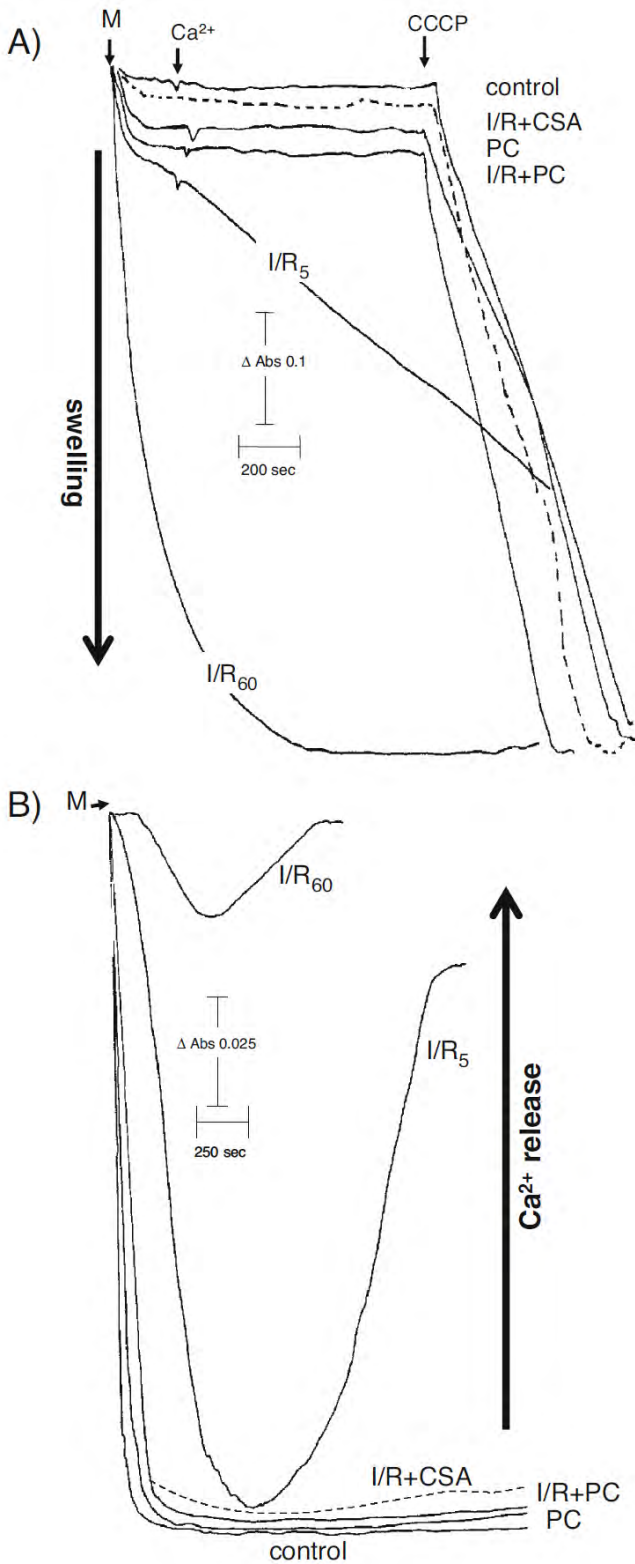 A)
M
Ca²⁺
CCCP
control
I/R+CSA
PC
I/R+PC
I/R₅
Δ Abs 0.1
200 sec
swelling
I/R₆₀
B)
M
I/R₆₀
Δ Abs 0.025
I/R₅
250 sec
Ca²⁺ release
I/R+CSA
I/R+PC
PC
control